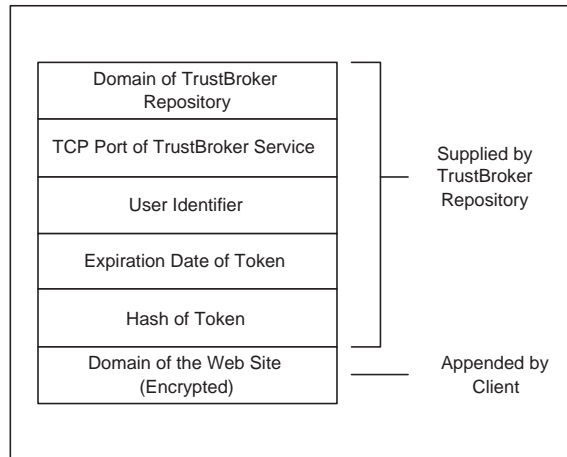 Domain of TrustBroker
Repository
TCP Port of TrustBroker Service
User Identifier
Expiration Date of Token
Hash of Token
Domain of the Web Site
(Encrypted)
Supplied by
TrustBroker
Repository
Appended by
Client